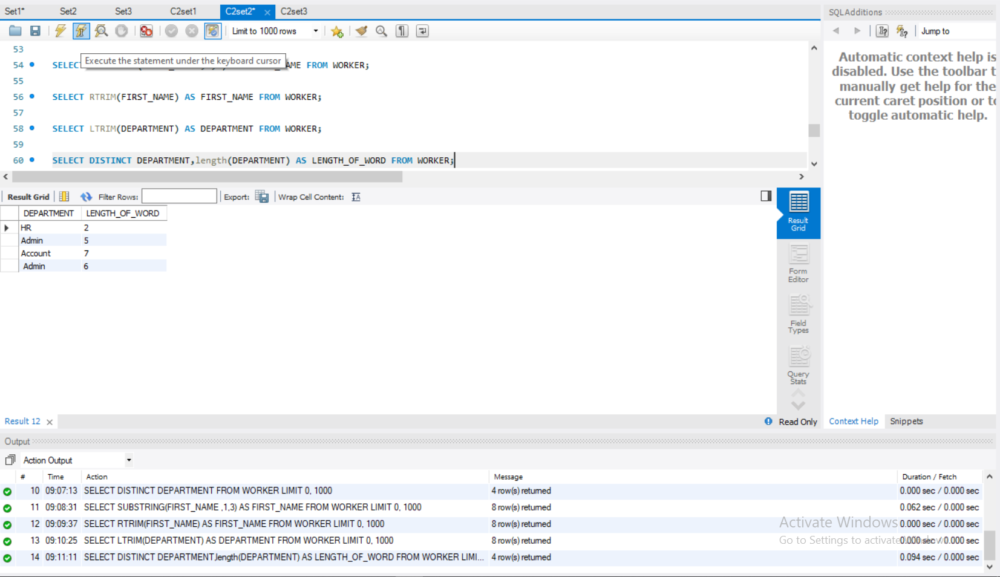 Set1* Set2 Set3 C2set1 C2set2* C2set3
SQLAdditions
Limit to 1000 rows
Jump to
53
Execute the statement under the keyboard cursor
54 SELECT AME FROM WORKER;
55
56 SELECT RTRIM(FIRST_NAME) AS FIRST_NAME FROM WORKER;
57
58 SELECT LTRIM(DEPARTMENT) AS DEPARTMENT FROM WORKER;
59
60 SELECT DISTINCT DEPARTMENT,length(DEPARTMENT) AS LENGTH_OF_WORD FROM WORKER;
Automatic context help is
disabled. Use the toolbar t
manually get help for the
current caret position or to
toggle automatic help.
Result Grid Filter Rows: Export: Wrap Cell Content:
DEPARTMENT LENGTH_OF_WORD
HR 2
Admin 5
Account 7
Admin 6
Result
Grid
Form
Editor
Field
Types
Query
Stats
Result 12
Read Only
Context Help Snippets
Output
Action Output
# Time Action Message Duration / Fetch
10 09:07:13 SELECT DISTINCT DEPARTMENT FROM WORKER LIMIT 0, 1000 4 row(s) returned 0.000 sec / 0.000 sec
11 09:08:31 SELECT SUBSTRING(FIRST_NAME ,1,3) AS FIRST_NAME FROM WORKER LIMIT 0, 1000 8 row(s) returned 0.062 sec / 0.000 sec
12 09:09:37 SELECT RTRIM(FIRST_NAME) AS FIRST_NAME FROM WORKER LIMIT 0, 1000 8 row(s) returned 0.000 sec / 0.000 sec
13 09:10:25 SELECT LTRIM(DEPARTMENT) AS DEPARTMENT FROM WORKER LIMIT 0, 1000 8 row(s) returned 0.000 sec / 0.000 sec
14 09:11:11 SELECT DISTINCT DEPARTMENT,length(DEPARTMENT) AS LENGTH_OF_WORD FROM WORKER LIMI... 4 row(s) returned 0.094 sec / 0.000 sec
Activate Windows
Go to Settings to activate Windows.